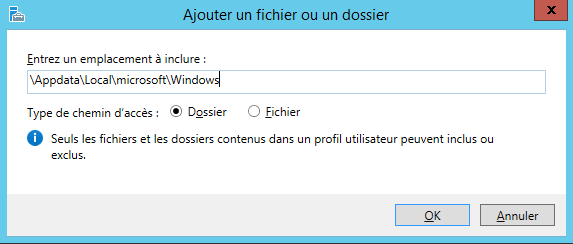 Ajouter un fichier ou un dossier
x
Entrez un emplacement à inclure :
\Appdata\Local\microsoft\Windows
Type de chemin d'accès : Dossier Fichier
i Seuls les fichiers et les dossiers contenus dans un profil utilisateur peuvent inclus ou
exclus.
OK Annuler